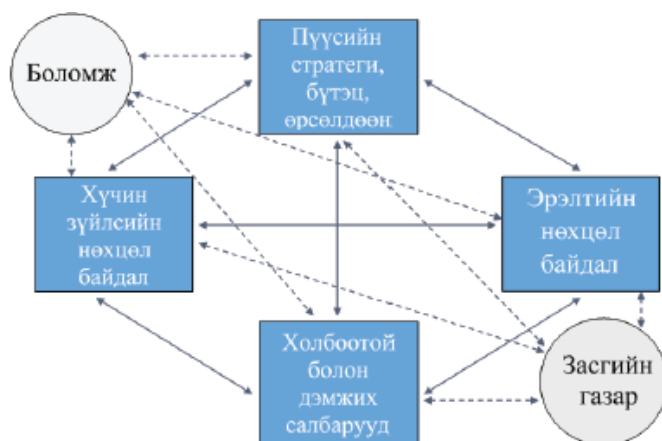 Боломж
Пүүсийн
стратеги,
бүтэц,
өрсөлдөөн
Хүчин
зүйлсийн
нөхцөл
байдал
Эрэлтийн
нөхцөл
байдал
Холбоотой
болон
дэмжих
салбарууд
Засгийн
газар